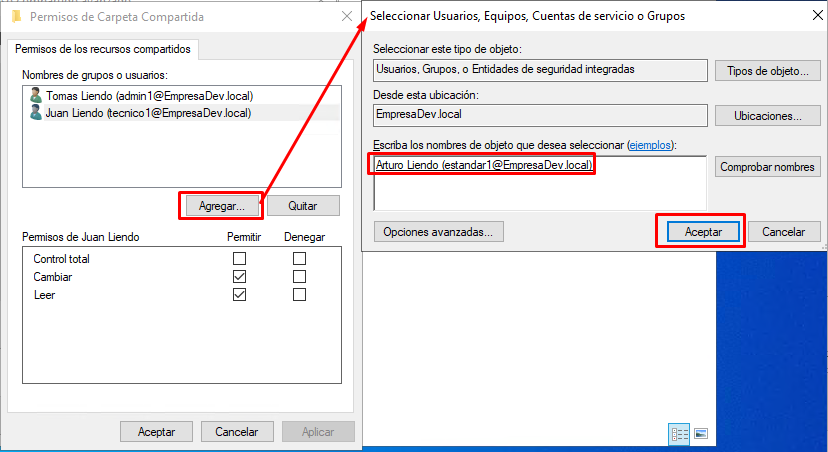 Permisos de Carpeta Compartida
Permisos de los recursos compartidos
Nombres de grupos o usuarios:
Tomas Liendo (admin1@EmpresaDev.local)
Juan Liendo (tecnico1@EmpresaDev.local)
Agregar...
Quitar
Permisos de Juan Liendo
Permitir
Denegar
Control total
Cambiar
Leer
Aceptar
Cancelar
Aplicar
Seleccionar Usuarios, Equipos, Cuentas de servicio o Grupos
Seleccionar este tipo de objeto:
Usuarios, Grupos, o Entidades de seguridad integradas
Tipos de objeto...
Desde esta ubicación:
EmpresaDev.local
Ubicaciones...
Escriba los nombres de objeto que desea seleccionar (ejemplos):
Arturo Liendo (estandar1@EmpresaDev.local)
Comprobar nombres
Opciones avanzadas...
Aceptar
Cancelar